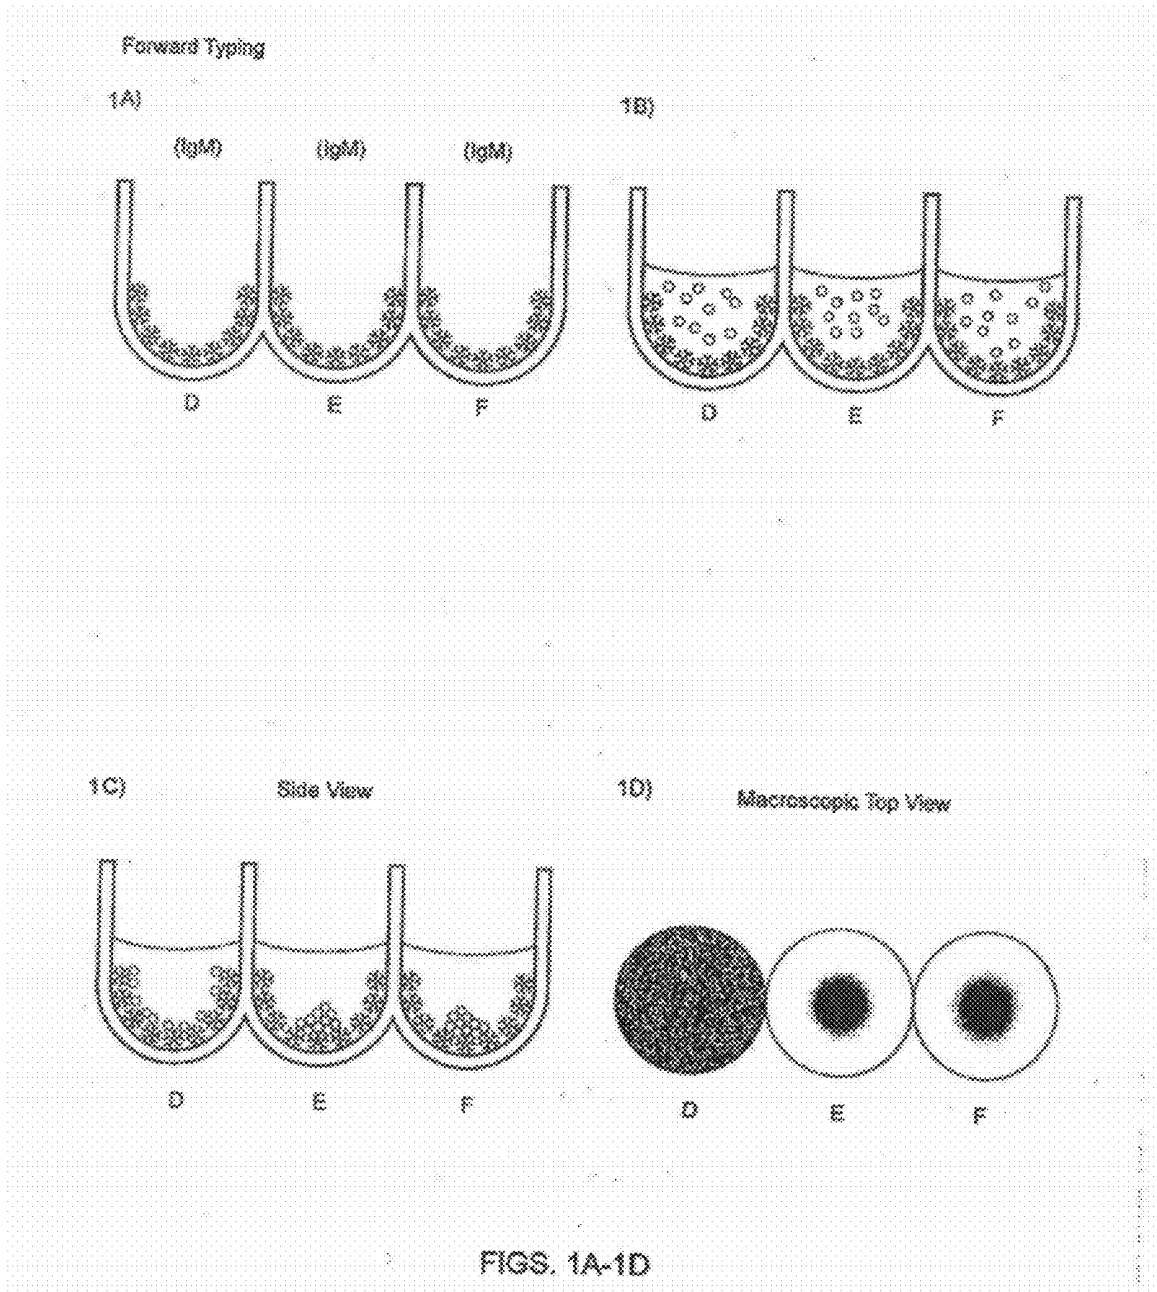 Forward Typing
1A)
(IgM) (IgM) (IgM)
D E F
1B)
D E F
1C) Side View
D E F
1D) Macroscopic Top View
D E F
FIGS. 1A-1D